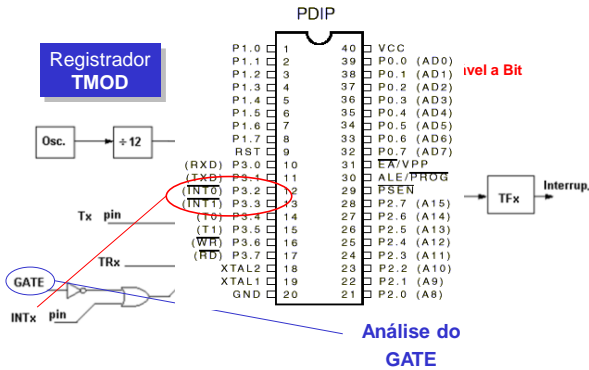 PDIP
Registrador
TMOD
vel a Bit
P1.0 1 40 VCC
P1.1 2 39 P0.0 (AD0)
P1.2 3 38 P0.1 (AD1)
P1.3 4 37 P0.2 (AD2)
P1.4 5 36 P0.3 (AD3)
P1.5 6 35 P0.4 (AD4)
P1.6 7 34 P0.5 (AD5)
P1.7 8 33 P0.6 (AD6)
RST 9 32 P0.7 (AD7)
(RXD) P3.0 10 31 EA/VPP
(TXD) P3.1 11 30 ALE/PROG
(INT0) P3.2 12 29 PSEN
(INT1) P3.3 13 28 P2.7 (A15)
(T0) P3.4 14 27 P2.6 (A14)
(T1) P3.5 15 26 P2.5 (A13)
(WR) P3.6 16 25 P2.4 (A12)
(RD) P3.7 17 24 P2.3 (A11)
XTAL2 18 23 P2.2 (A10)
XTAL1 19 22 P2.1 (A9)
GND 20 21 P2.0 (A8)
Osc. ÷12
TFx Interrup.
Tx pin
TRx
GATE
INTx pin
Análise do
GATE